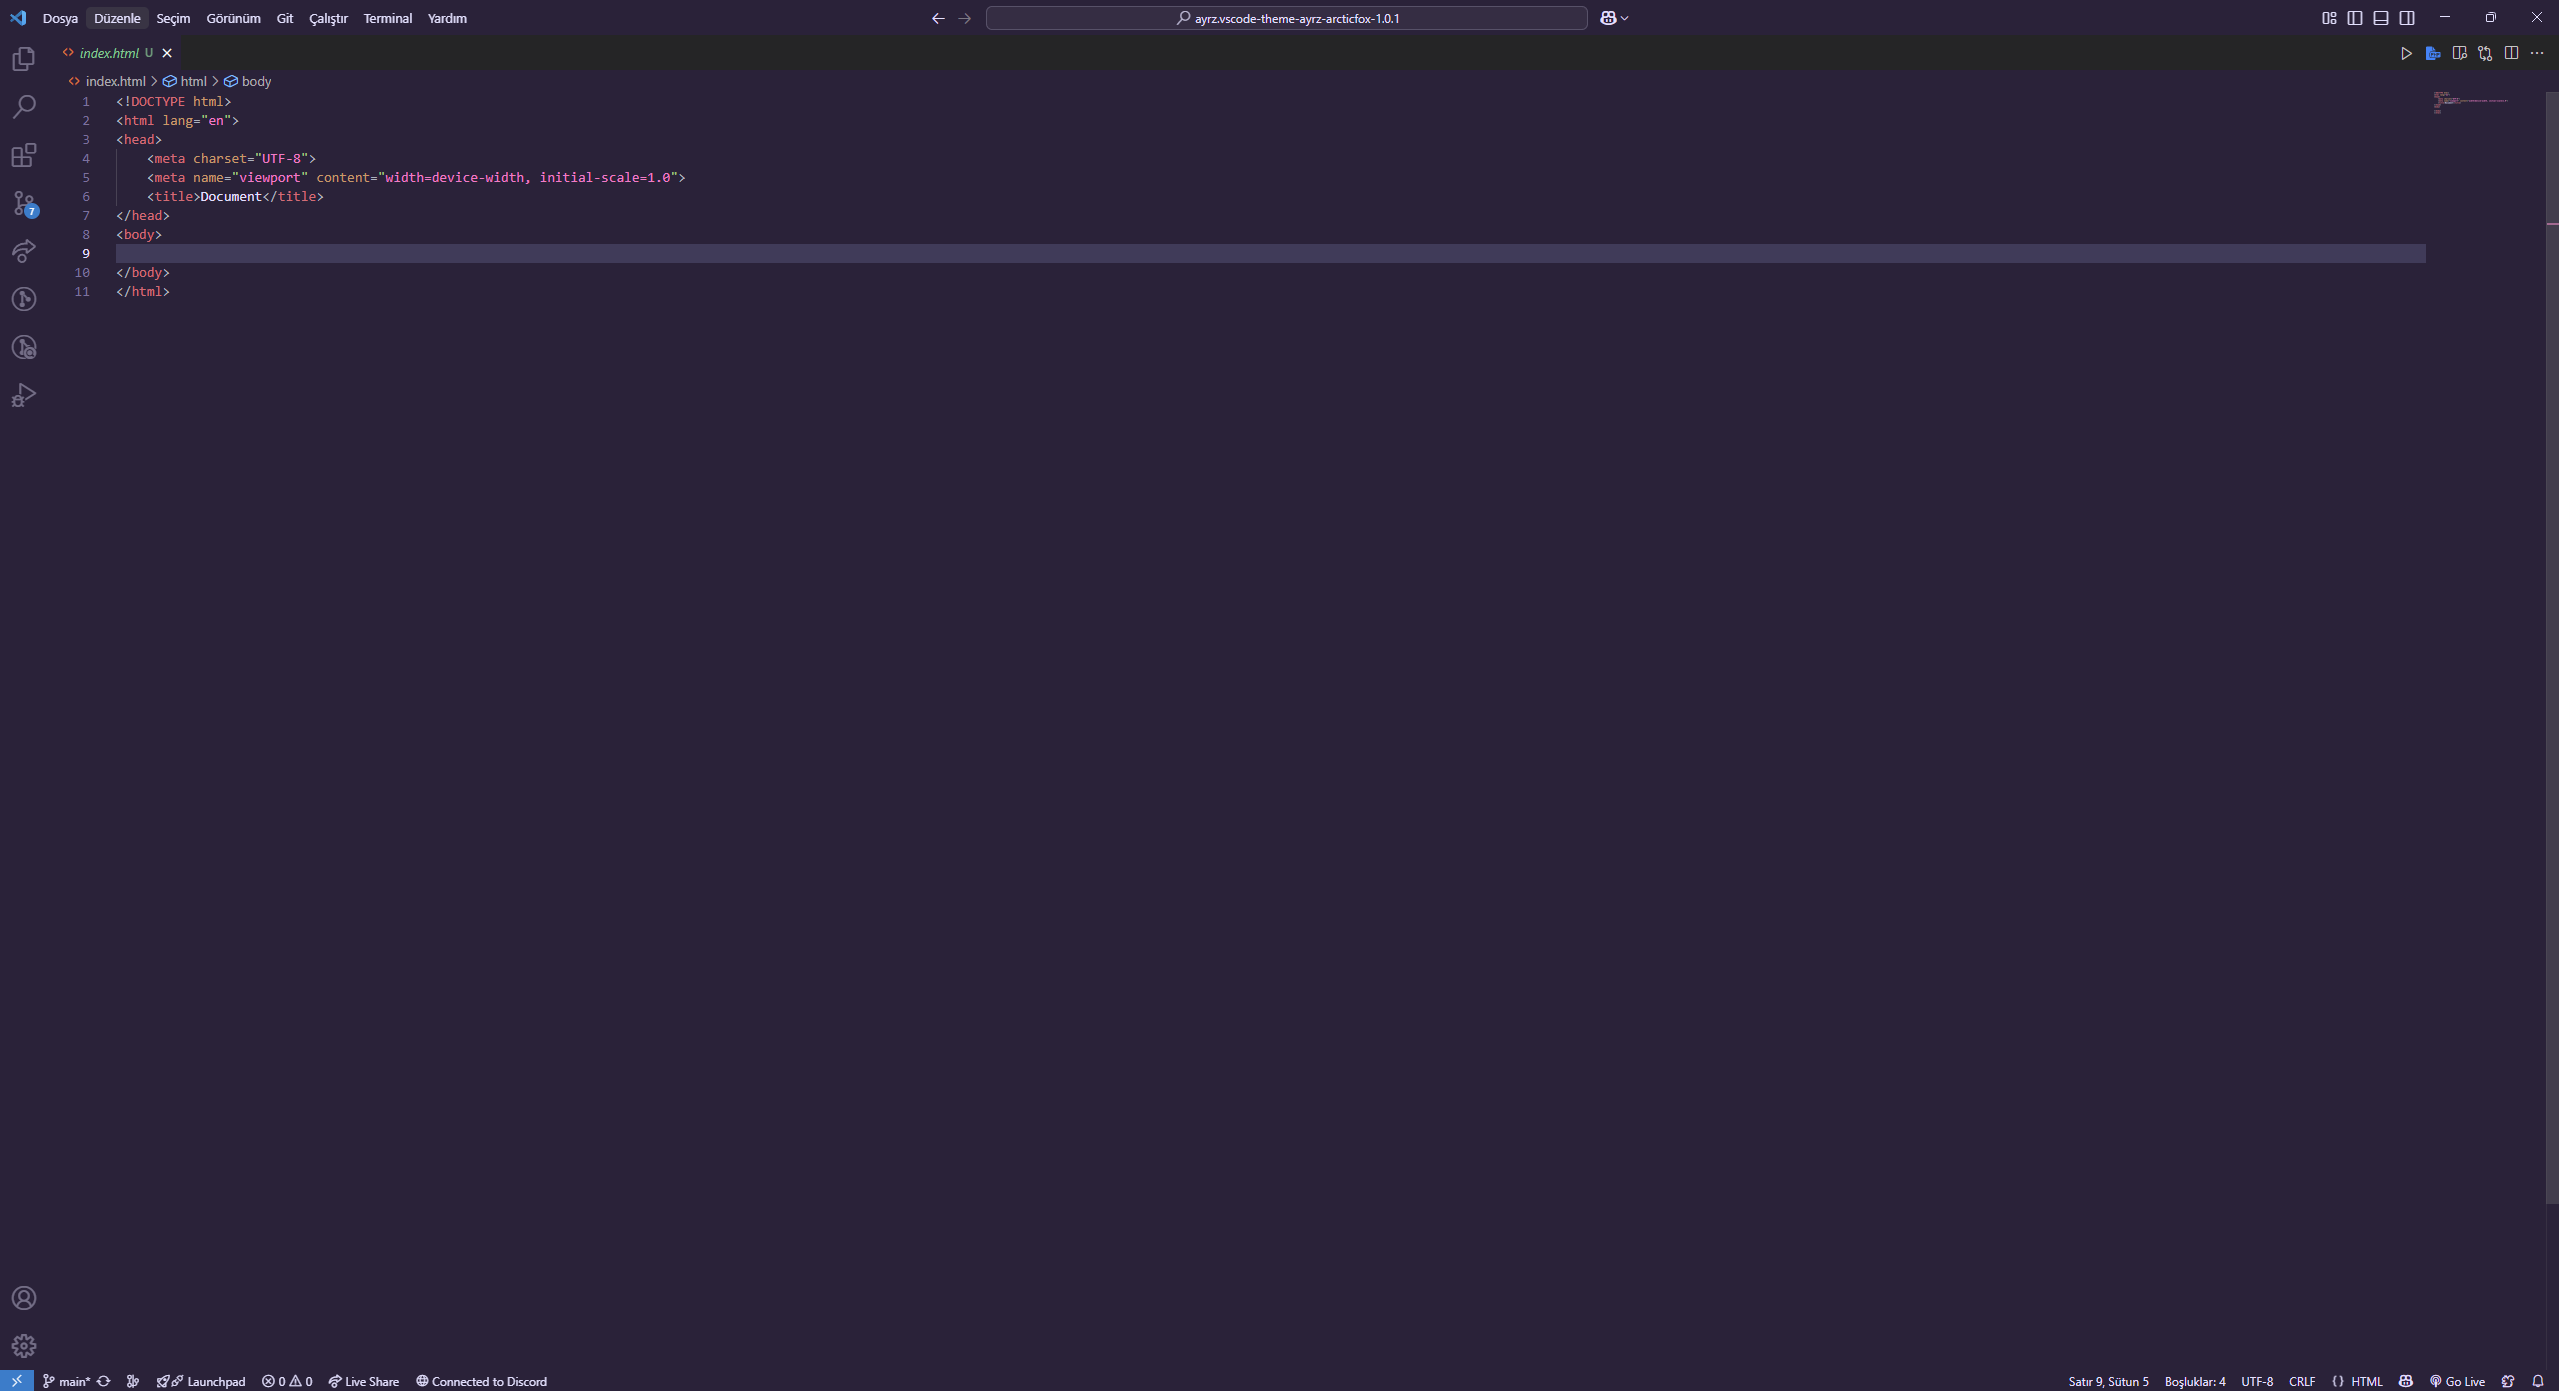 Dosya Düzenle Seçim Görünüm Git Çalıştır Terminal Yardım
ayrz.vscode-theme-ayrz-arcticfox-1.0.1
index.html U
index.html > html > body
1 <!DOCTYPE html>
2 <html lang="en">
3 <head>
4     <meta charset="UTF-8">
5     <meta name="viewport" content="width=device-width, initial-scale=1.0">
6     <title>Document</title>
7 </head>
8 <body>
9
10 </body>
11 </html>
7
main* Launchpad 0 0 Live Share Connected to Discord
Satır 9, Sütun 5 Boşluklar: 4 UTF-8 CRLF {} HTML Go Live